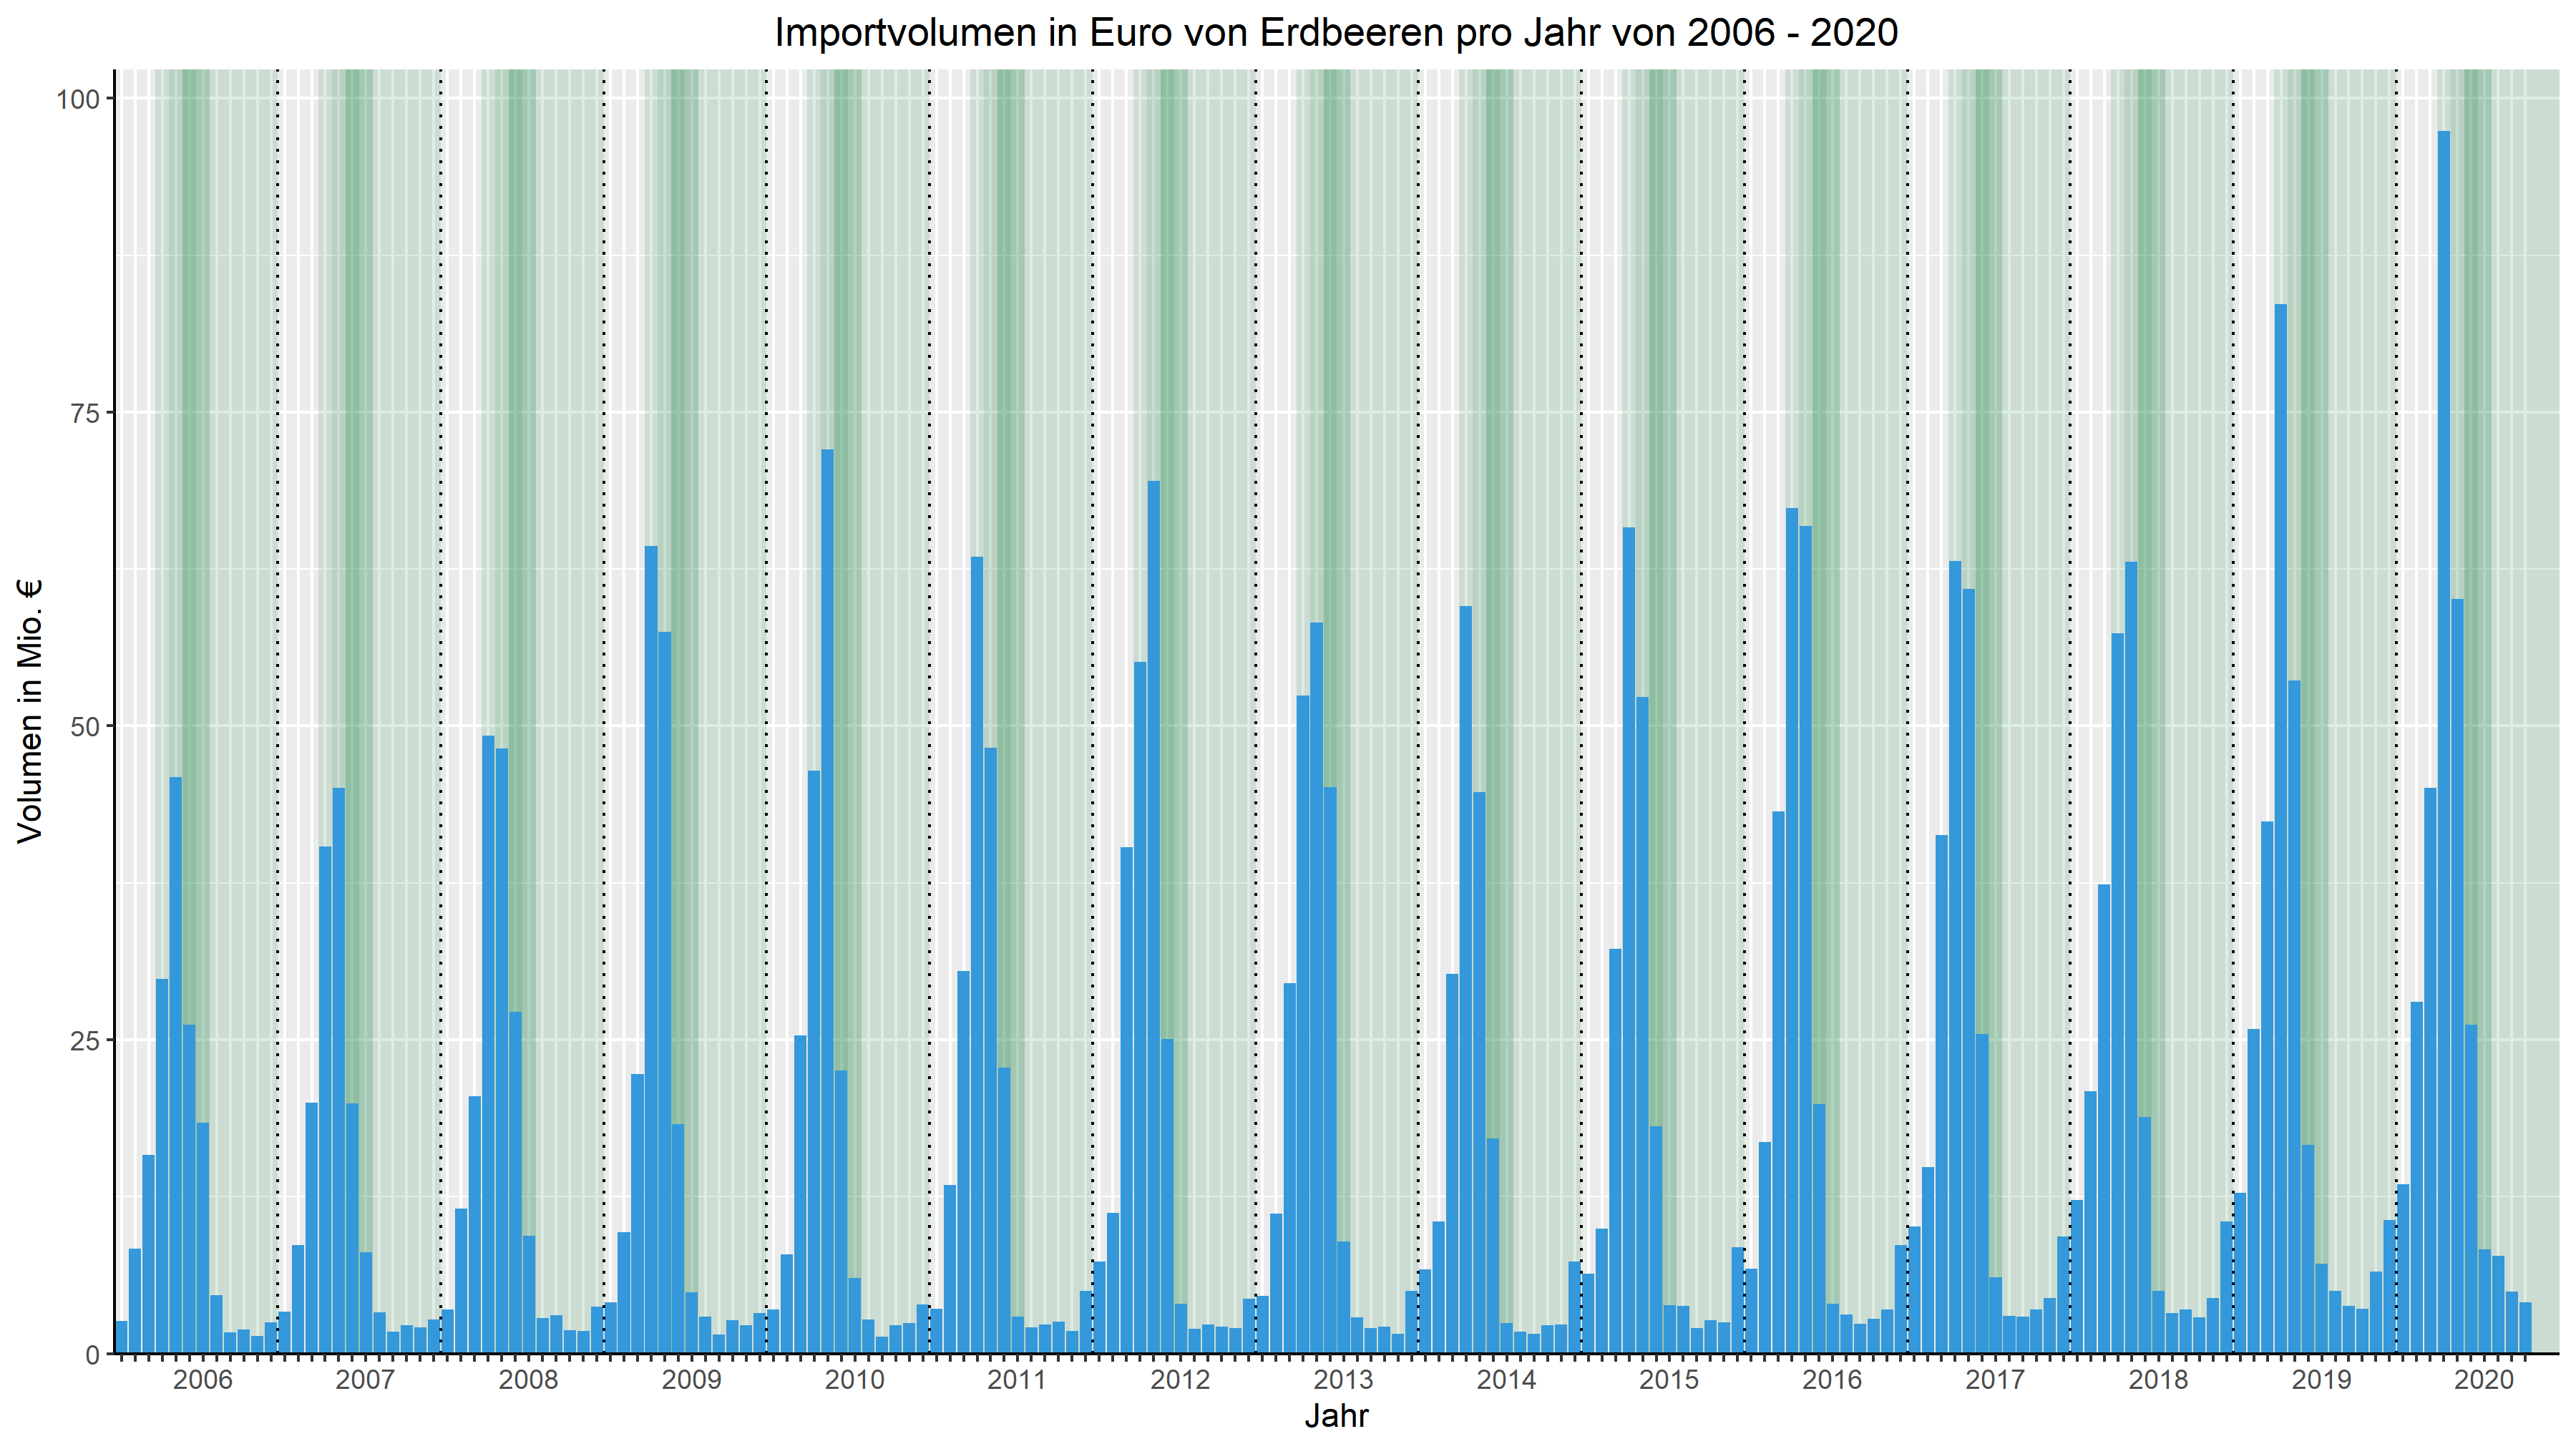 Importvolumen in Euro von Erdbeeren pro Jahr von 2006 - 2020
Volumen in Mio. €
100
75
50
25
0
2006 2007 2008 2009 2010 2011 2012 2013 2014 2015 2016 2017 2018 2019 2020
Jahr